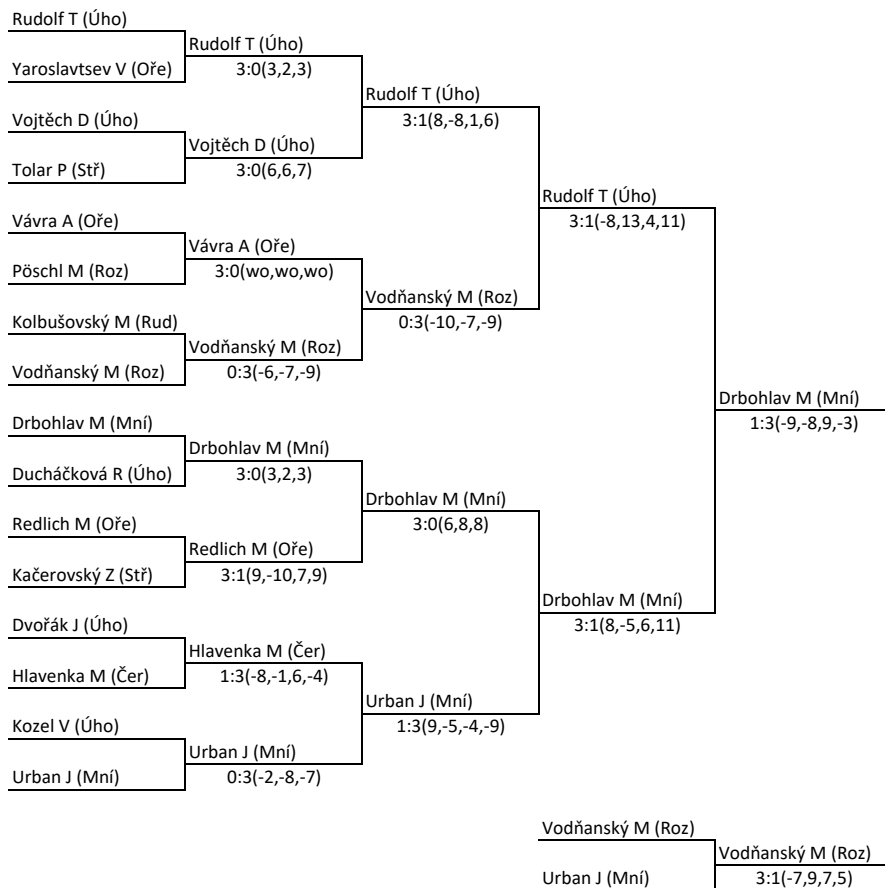 Rudolf T (Úho)
Rudolf T (Úho)
Yaroslavtsev V (Oře)
3:0(3,2,3)
Rudolf T (Úho)
Vojtěch D (Úho)
3:1(8,-8,1,6)
Vojtěch D (Úho)
Tolar P (Stř)
3:0(6,6,7)
Rudolf T (Úho)
Vávra A (Oře)
3:1(-8,13,4,11)
Vávra A (Oře)
Pöschl M (Roz)
3:0(wo,wo,wo)
Vodňanský M (Roz)
Kolbušovský M (Rud)
0:3(-10,-7,-9)
Vodňanský M (Roz)
Vodňanský M (Roz)
0:3(-6,-7,-9)
Drbohlav M (Mní)
Drbohlav M (Mní)
1:3(-9,-8,9,-3)
Drbohlav M (Mní)
Ducháčková R (Úho)
3:0(3,2,3)
Drbohlav M (Mní)
Redlich M (Oře)
3:0(6,8,8)
Redlich M (Oře)
Kačerovský Z (Stř)
3:1(9,-10,7,9)
Drbohlav M (Mní)
Dvořák J (Úho)
3:1(8,-5,6,11)
Hlavenka M (Čer)
Hlavenka M (Čer)
1:3(-8,-1,6,-4)
Urban J (Mní)
Kozel V (Úho)
1:3(9,-5,-4,-9)
Urban J (Mní)
Urban J (Mní)
0:3(-2,-8,-7)
Vodňanský M (Roz)
Vodňanský M (Roz)
Urban J (Mní)
3:1(-7,9,7,5)